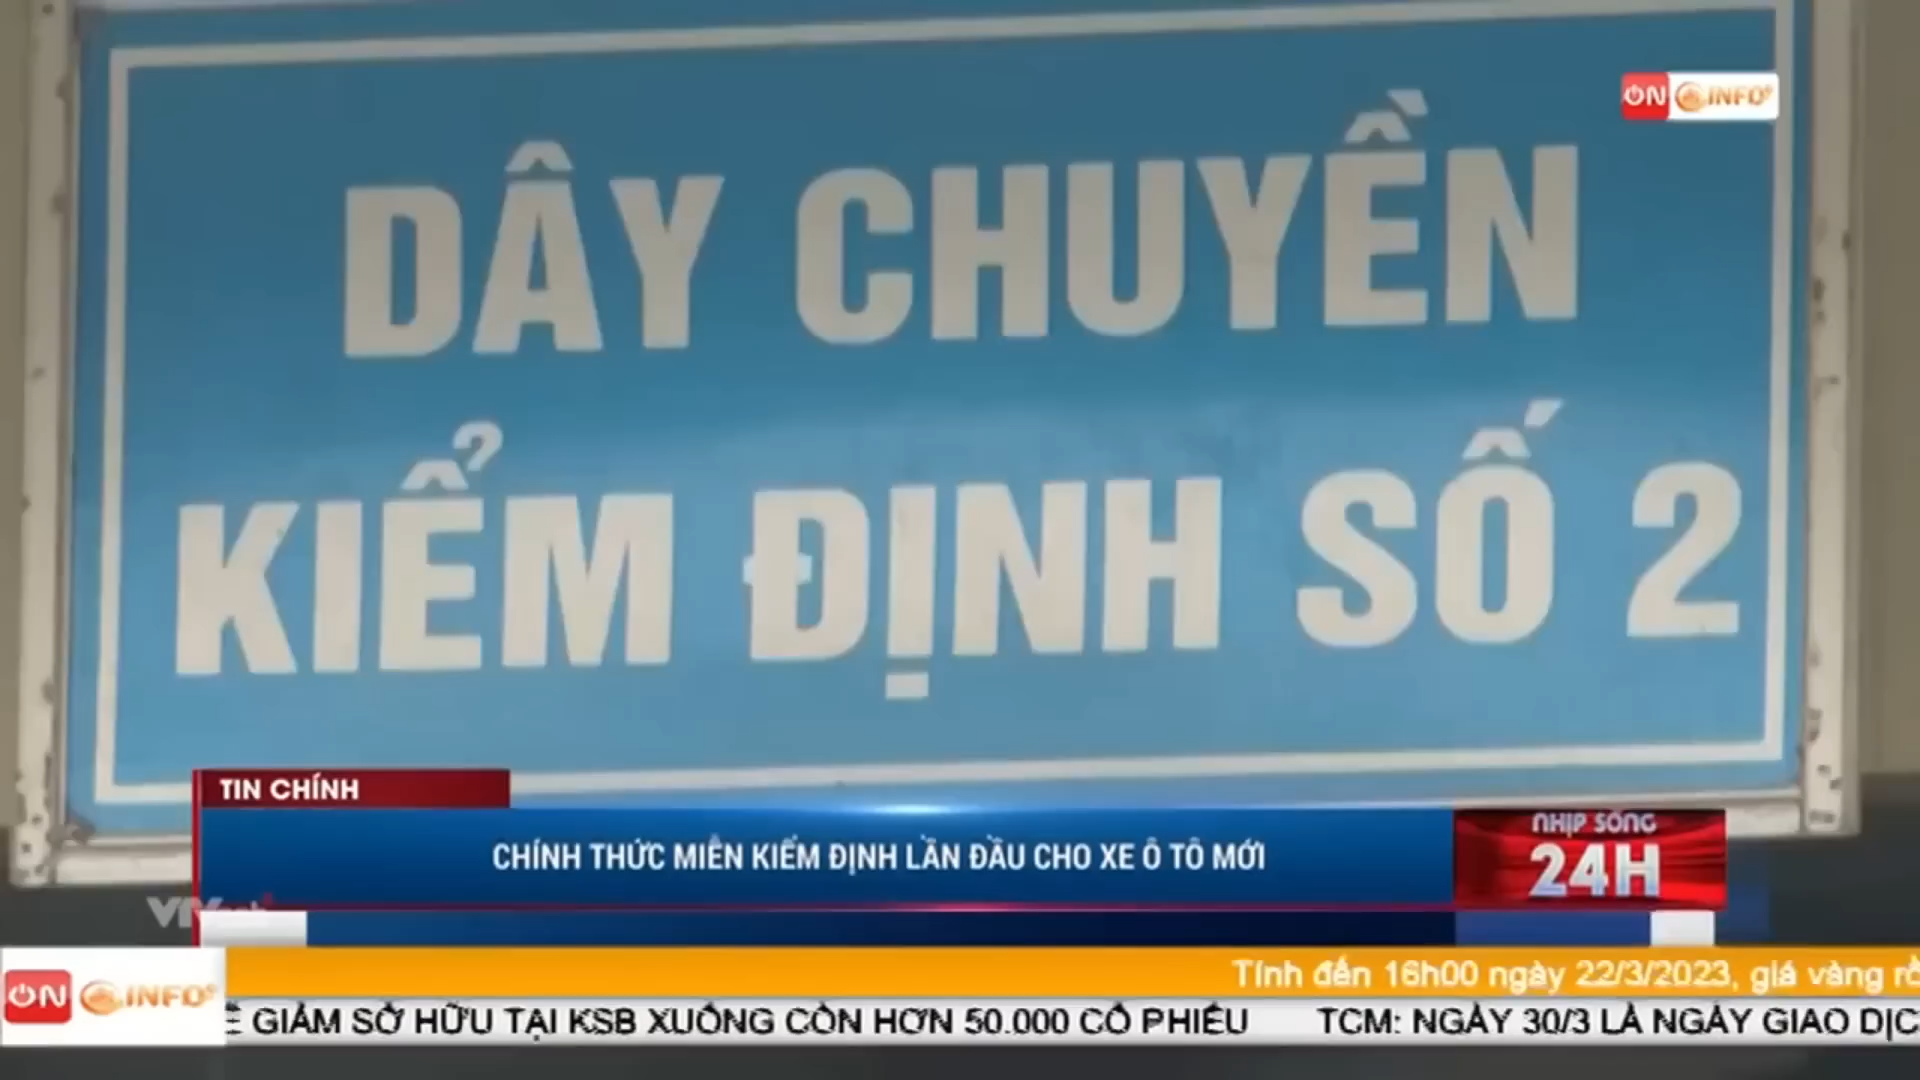 ON INFO
DÂY CHUYỀN
KIỂM ĐỊNH SỐ 2
TIN CHÍNH
CHÍNH THỨC MIỄN KIỂM ĐỊNH LẦN ĐẦU CHO XE Ô TÔ MỚI
NHỊP SỐNG
24H
Tính đến 16h00 ngày 22/3/2023, giá vàng
ON INFO
GIẢM SỞ HỮU TẠI KSB XUỐNG CÒN HƠN 50.000 CỔ PHIẾU TCM: NGÀY 30/3 LÀ NGÀY GIAO DỊC